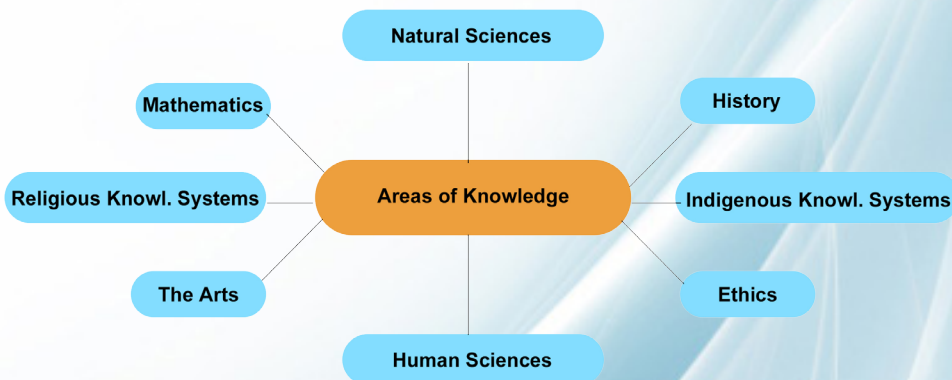 Natural Sciences
Mathematics
History
Religious Knowl. Systems
Areas of Knowledge
Indigenous Knowl. Systems
The Arts
Ethics
Human Sciences